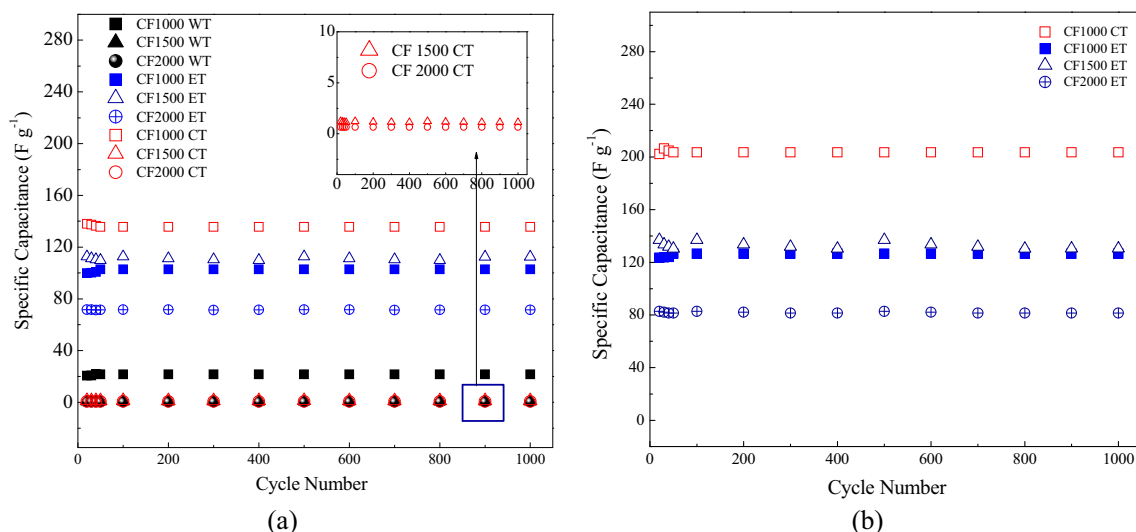 CF1000 WT
CF1500 WT
CF2000 WT
CF1000 ET
CF1500 ET
CF2000 ET
CF1000 CT
CF1500 CT
CF2000 CT
CF 1500 CT
CF 2000 CT
10
5
0
0 200 400 600 800 1000
280
240
200
160
120
80
40
0
Specific Capacitance (F g-1)
0 200 400 600 800 1000
Cycle Number
(a)
CF1000 CT
CF1000 ET
CF1500 ET
CF2000 ET
280
240
200
160
120
80
40
0
Specific Capacitance (F g-1)
0 200 400 600 800 1000
Cycle Number
(b)